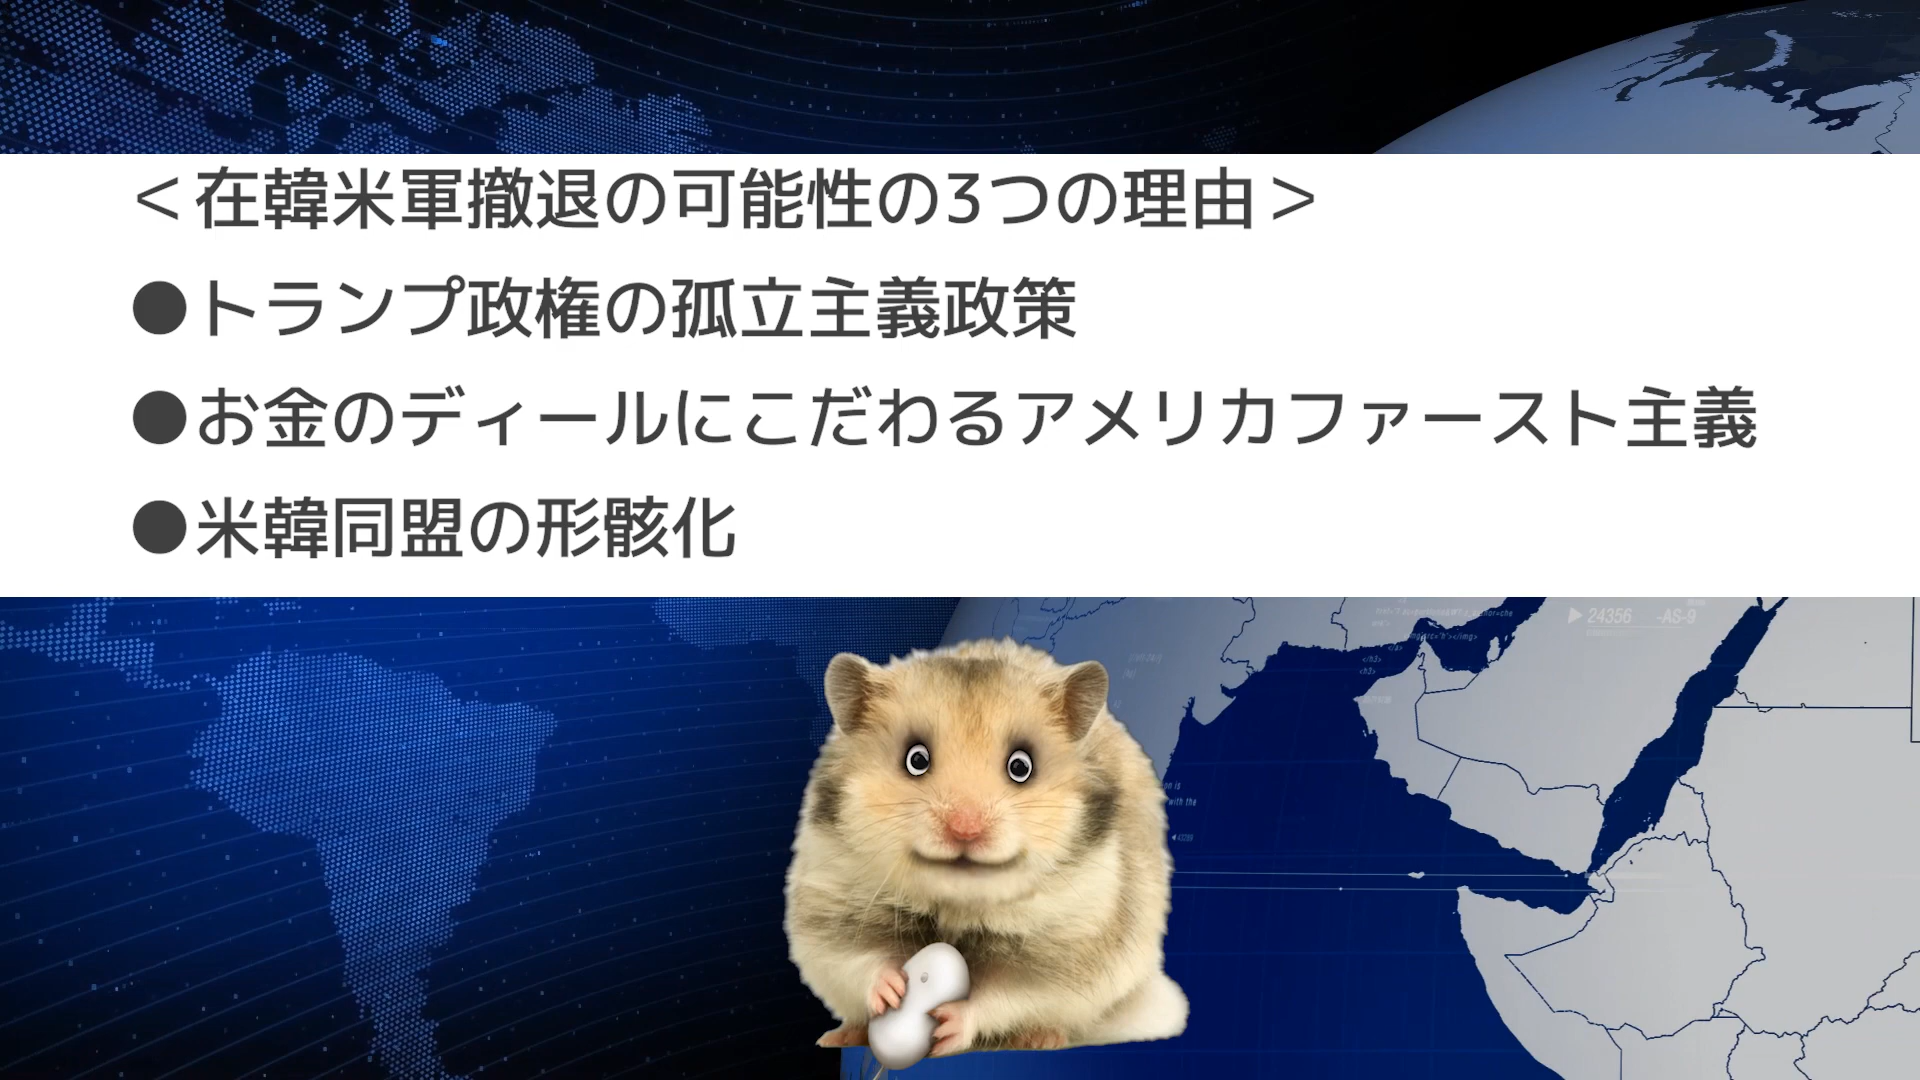 ＜在韓米軍撤退の可能性の3つの理由＞
●トランプ政権の孤立主義政策
●お金のディールにこだわるアメリカファースト主義
●米韓同盟の形骸化
24356
-AS-9